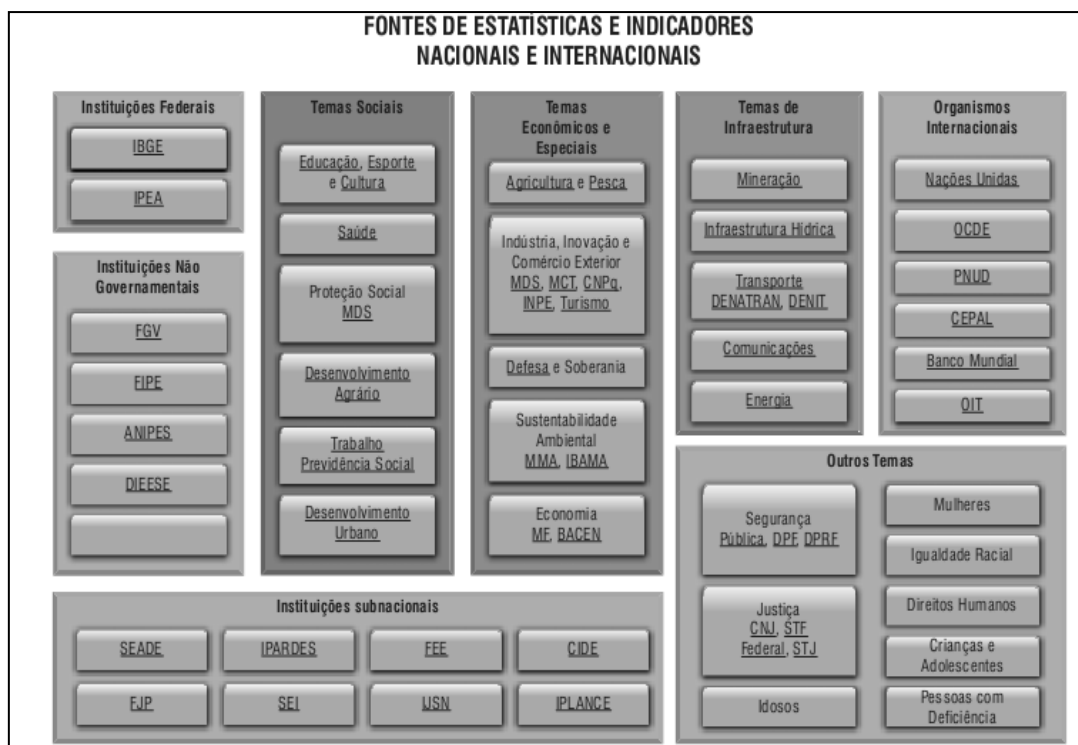 FONTES DE ESTATÍSTICAS E INDICADORES
NACIONAIS E INTERNACIONAIS
Instituições Federais
IBGE
IPEA
Instituições Não
Governamentais
FGV
FIPE
ANIPES
DIEESE
Temas Sociais
Educação, Esporte
e Cultura
Saúde
Proteção Social
MDS
Desenvolvimento
Agrário
Trabalho
Previdência Social
Desenvolvimento
Urbano
Temas
Econômicos e
Especiais
Agricultura e Pesca
Indústria, Inovação e
Comércio Exterior
MDS, MCT, CNPq,
INPE, Turismo
Defesa e Soberania
Sustentabilidade
Ambiental
MMA, IBAMA
Economia
MF, BACEN
Temas de
Infraestrutura
Mineração
Infraestrutura Hídrica
Transporte
DENATRAN, DENIT
Comunicações
Energia
Organismos
Internacionais
Nações Unidas
OCDE
PNUD
CEPAL
Banco Mundial
OIT
Instituições subnacionais
SEADE
IPARDES
FEE
CIDE
FJP
SEI
IJSN
IPLANCE
Outros Temas
Segurança
Pública, DPF, DPRF
Justiça
CNJ, STF
Federal, STJ
Idosos
Mulheres
Igualdade Racial
Direitos Humanos
Crianças e
Adolescentes
Pessoas com
Deficiência